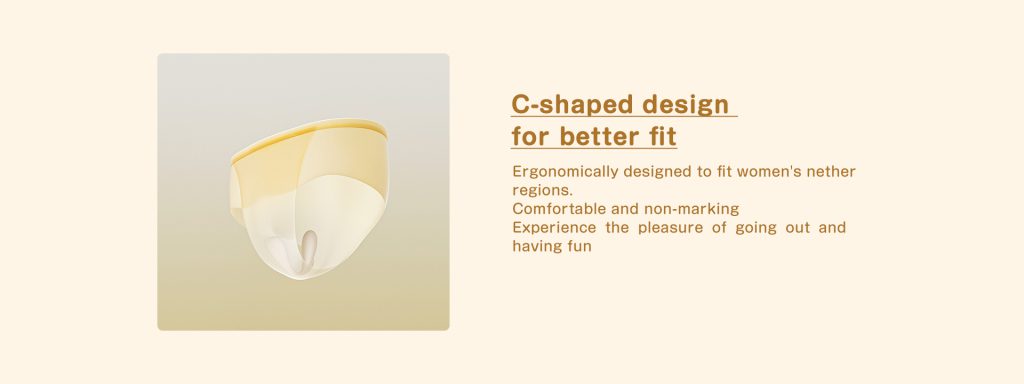 C-shaped design
for better fit
Ergonomically designed to fit women's nether
regions.
Comfortable and non-marking
Experience the pleasure of going out and
having fun